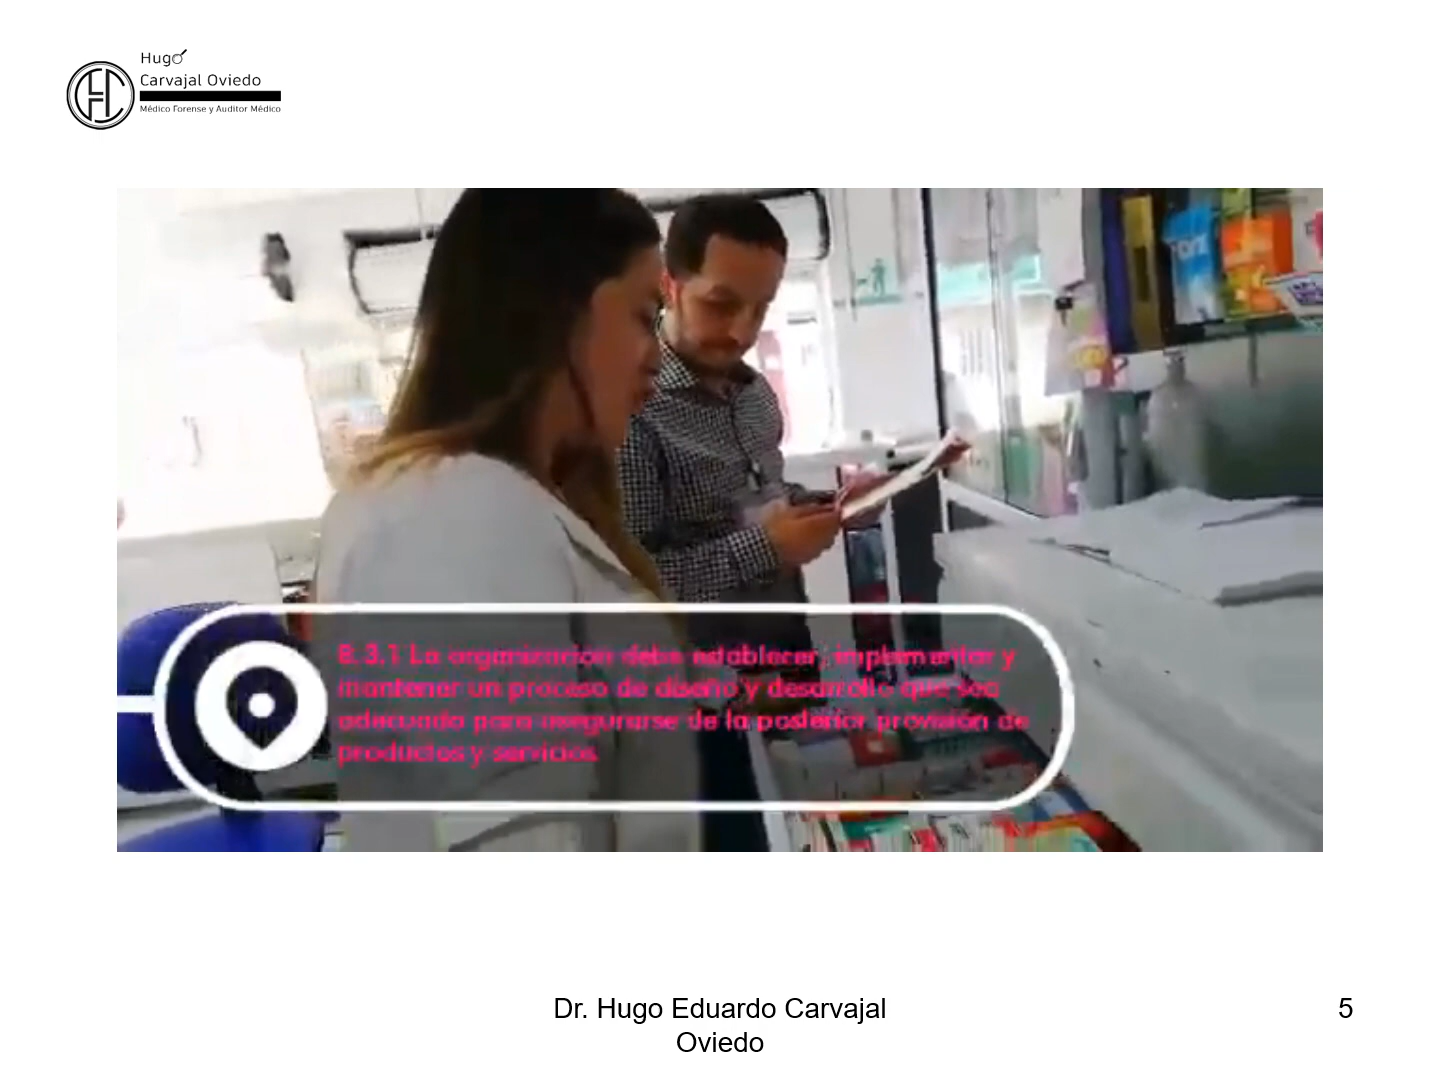 Hugo
Carvajal Oviedo
Médico Forense y Auditor Médico
8.3.1 La organización debe establecer, implementar y
mantener un proceso de diseño y desarrollo que sea
adecuado para asegurarse de la posterior provisión de
productos y servicios
Dr. Hugo Eduardo Carvajal
Oviedo
5